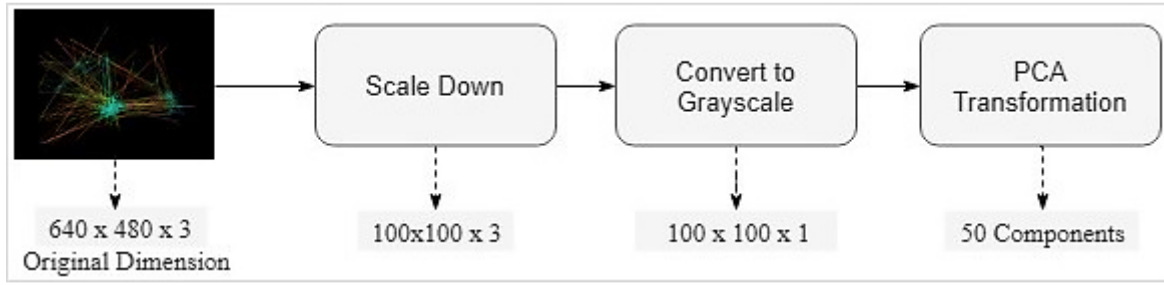 Scale Down
Convert to
Grayscale
PCA
Transformation
640 x 480 x 3
Original Dimension
100x100 x 3
100 x 100 x 1
50 Components